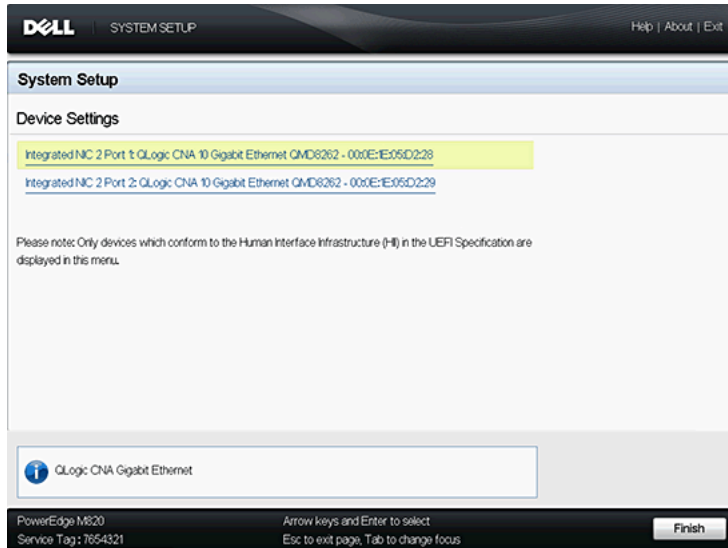 DELL SYSTEM SETUP Help | About | Exit
System Setup
Device Settings
Integrated NIC 2 Port 1: QLogic CNA 10 Gigabit Ethernet QMD8262 - 00:0E:1E:05:D2:28
Integrated NIC 2 Port 2: QLogic CNA 10 Gigabit Ethernet QMD8262 - 00:0E:1E:05:D2:29
Please note: Only devices which conform to the Human Interface Infrastructure (HII) in the UEFI Specification are
displayed in this menu.
QLogic CNA Gigabit Ethernet
PowerEdge M820 Arrow keys and Enter to select
Service Tag : 7654321 Esc to exit page, Tab to change focus
Finish